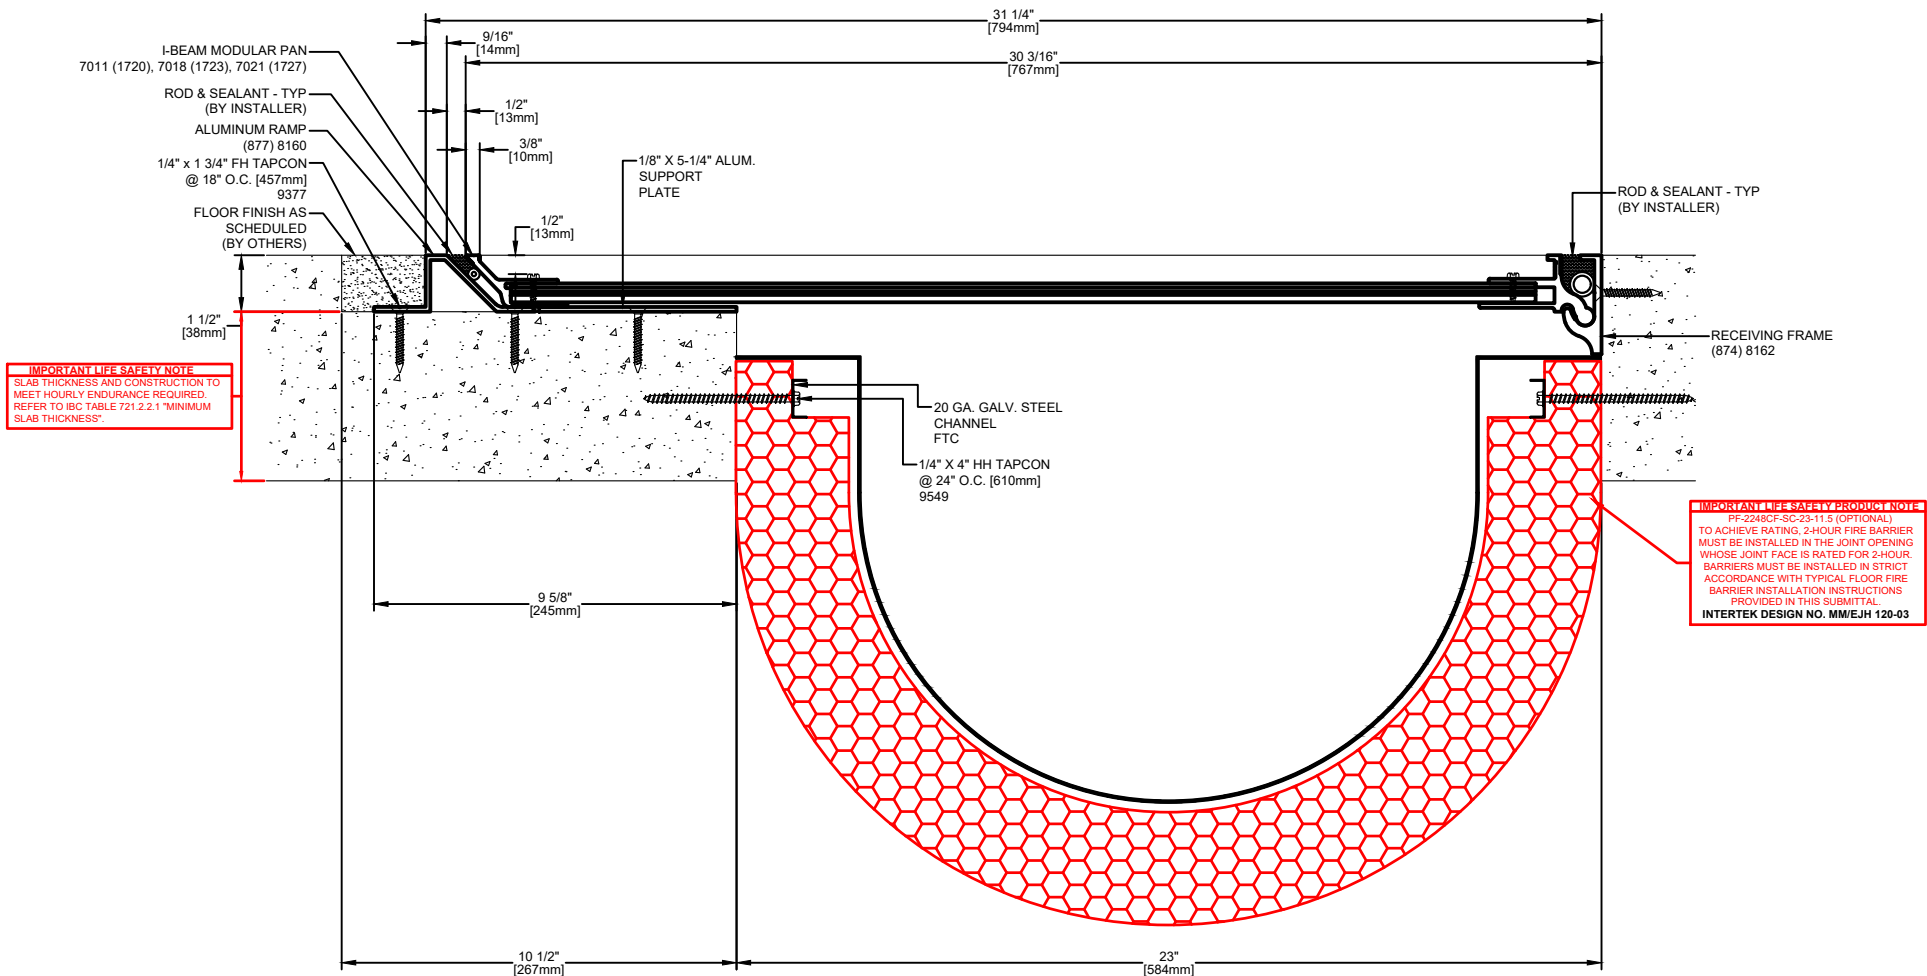 31 1/4"
[794mm]
9/16"
[14mm]
30 3/16"
[767mm]
I-BEAM MODULAR PAN
7011 (1720), 7018 (1723), 7021 (1727)
ROD & SEALANT - TYP
(BY INSTALLER)
ALUMINUM RAMP
(877) 8160
1/4" x 1 3/4" FH TAPCON
@ 18" O.C. [457mm]
9377
FLOOR FINISH AS
SCHEDULED
(BY OTHERS)
1/2"
[13mm]
3/8"
[10mm]
1/2"
[13mm]
1/8" X 5-1/4" ALUM.
SUPPORT
PLATE
ROD & SEALANT - TYP
(BY INSTALLER)
1 1/2"
[38mm]
RECEIVING FRAME
(874) 8162
IMPORTANT LIFE SAFETY NOTE
SLAB THICKNESS AND CONSTRUCTION TO
MEET HOURLY ENDURANCE REQUIRED.
REFER TO IBC TABLE 721.2.2.1 "MINIMUM
SLAB THICKNESS".
20 GA. GALV. STEEL
CHANNEL
FTC
1/4" X 4" HH TAPCON
@ 24" O.C. [610mm]
9549
IMPORTANT LIFE SAFETY PRODUCT NOTE
PF-2248CF-SC-23-11.5 (OPTIONAL)
TO ACHIEVE RATING, 2-HOUR FIRE BARRIER
MUST BE INSTALLED IN THE JOINT OPENING
WHOSE JOINT FACE IS RATED FOR 2-HOUR.
BARRIERS MUST BE INSTALLED IN STRICT
ACCORDANCE WITH TYPICAL FLOOR FIRE
BARRIER INSTALLATION INSTRUCTIONS
PROVIDED IN THIS SUBMITTAL.
INTERTEK DESIGN NO. MM/EJH 120-03
9 5/8"
[245mm]
10 1/2"
[267mm]
23"
[584mm]